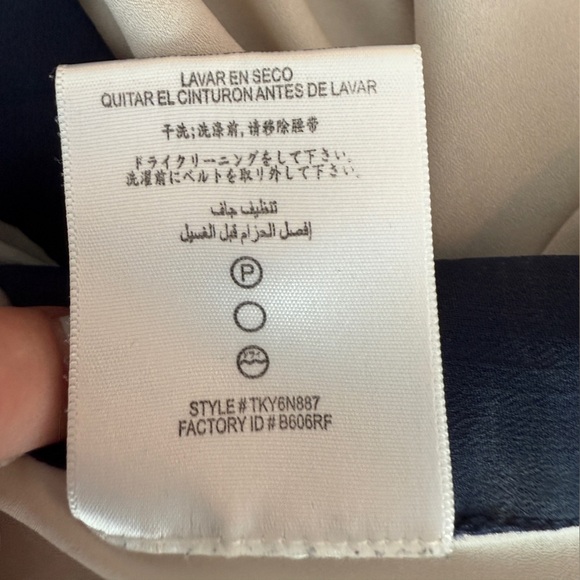 LAVAR EN SECO
QUITAR EL CINTURON ANTES DE LAVAR
干洗;洗涤前,请移除腰带
ドライクリーニングをして下さい。
洗濯前にベルトを取り外して下さい。
تنظيف جاف
إفصل الحزام قبل الغسيل
P
ドライ
STYLE # TKY6N887
FACTORY ID # B606RF